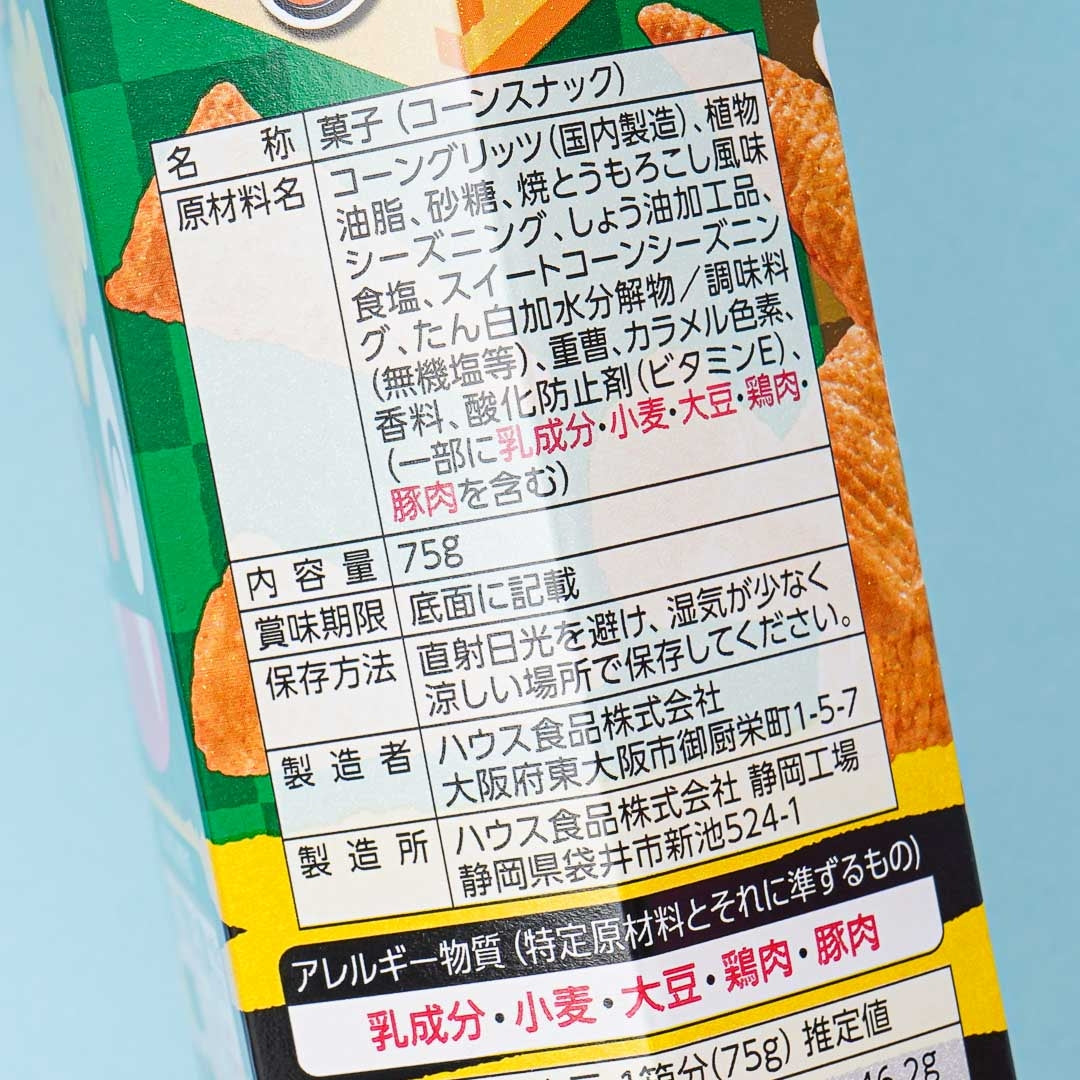 名称 菓子(コーンスナック)
原材料名 コーングリッツ(国内製造)、植物
油脂、砂糖、焼とうもろこし風味
シーズニング、しょう油加工品、
食塩、スイートコーンシーズニン
グ、たん白加水分解物/調味料
(無機塩等)、重曹、カラメル色素、
香料、酸化防止剤(ビタミンE)、
(一部に乳成分・小麦・大豆・鶏肉・
豚肉を含む)
内容量 75g
賞味期限 底面に記載
保存方法 直射日光を避け、湿気が少なく
涼しい場所で保存してください。
製造者 ハウス食品株式会社
大阪府東大阪市御厨栄町1-5-7
製造所 ハウス食品株式会社 静岡工場
静岡県袋井市新池524-1
アレルギー物質(特定原材料とそれに準ずるもの)
乳成分・小麦・大豆・鶏肉・豚肉
1箱分(75g) 推定値
46.2g